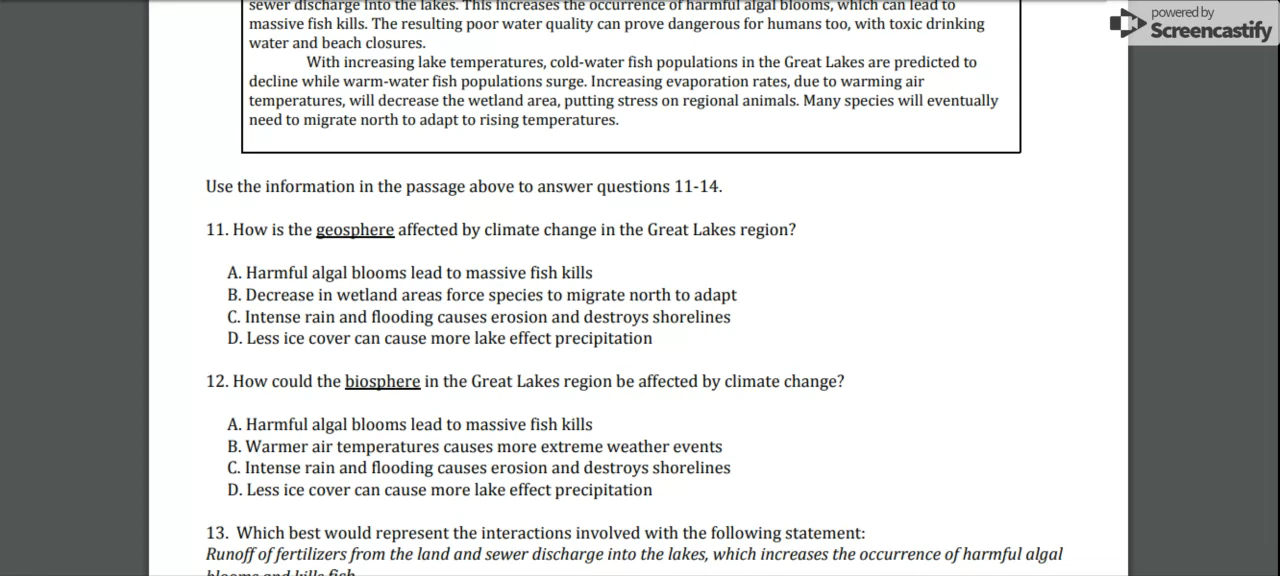 powered by
Screencastify
sewer discharge into the lakes. This increases the occurrence of harmful algal blooms, which can lead to
massive fish kills. The resulting poor water quality can prove dangerous for humans too, with toxic drinking
water and beach closures.
With increasing lake temperatures, cold-water fish populations in the Great Lakes are predicted to
decline while warm-water fish populations surge. Increasing evaporation rates, due to warming air
temperatures, will decrease the wetland area, putting stress on regional animals. Many species will eventually
need to migrate north to adapt to rising temperatures.
Use the information in the passage above to answer questions 11-14.
11. How is the geosphere affected by climate change in the Great Lakes region?
A. Harmful algal blooms lead to massive fish kills
B. Decrease in wetland areas force species to migrate north to adapt
C. Intense rain and flooding causes erosion and destroys shorelines
D. Less ice cover can cause more lake effect precipitation
12. How could the biosphere in the Great Lakes region be affected by climate change?
A. Harmful algal blooms lead to massive fish kills
B. Warmer air temperatures causes more extreme weather events
C. Intense rain and flooding causes erosion and destroys shorelines
D. Less ice cover can cause more lake effect precipitation
13. Which best would represent the interactions involved with the following statement:
Runoff of fertilizers from the land and sewer discharge into the lakes, which increases the occurrence of harmful algal
blooms and kills fish.